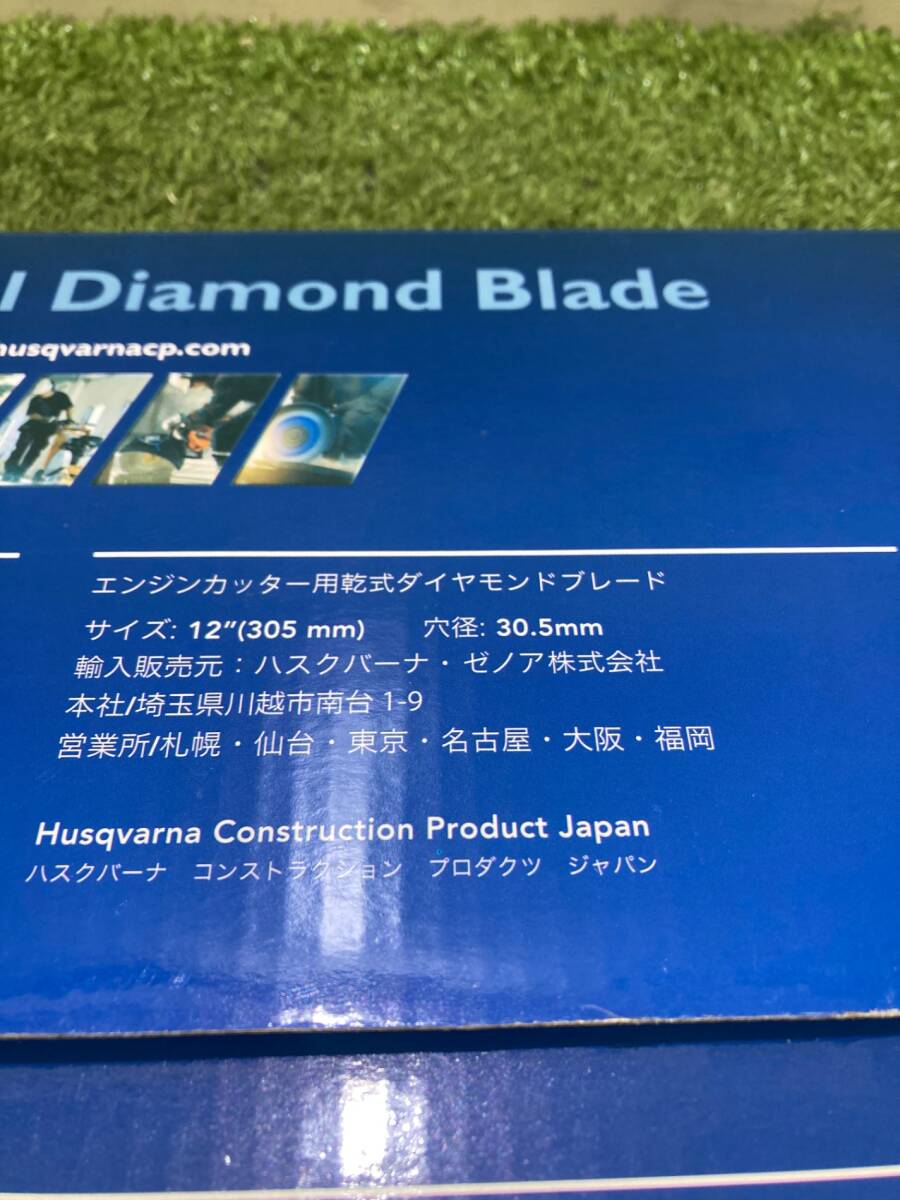 l Diamond Blade
husqvarnacp.com
エンジンカッター用乾式ダイヤモンドブレード
サイズ: 12″(305 mm) 穴径: 30.5mm
輸入販売元：ハスクバーナ・ゼノア株式会社
本社/埼玉県川越市南台1-9
営業所/札幌・仙台・東京・名古屋・大阪・福岡
Husqvarna Construction Product Japan
ハスクバーナ コンストラクション プロダクツ ジャパン